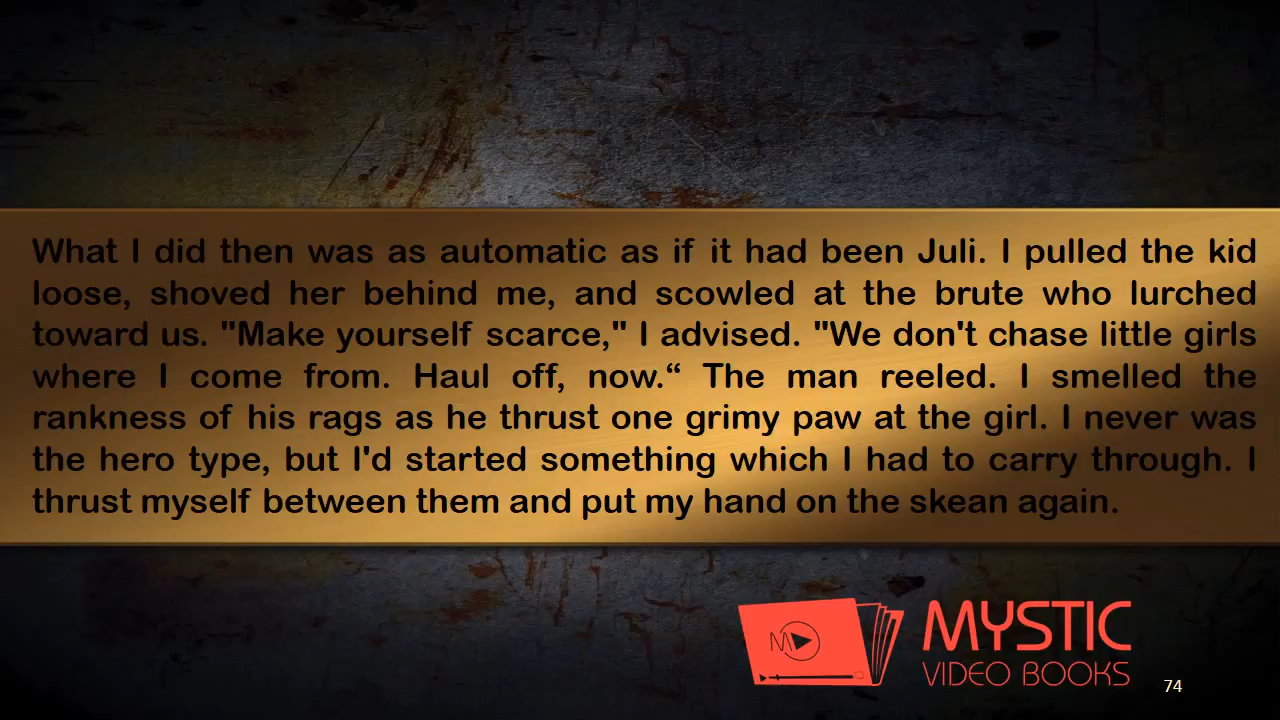 What I did then was as automatic as if it had been Juli. I pulled the kid
loose, shoved her behind me, and scowled at the brute who lurched
toward us. "Make yourself scarce," I advised. "We don't chase little girls
where I come from. Haul off, now.“ The man reeled. I smelled the
rankness of his rags as he thrust one grimy paw at the girl. I never was
the hero type, but I'd started something which I had to carry through. I
thrust myself between them and put my hand on the skean again.
M
MYSTIC
VIDEO BOOKS
74